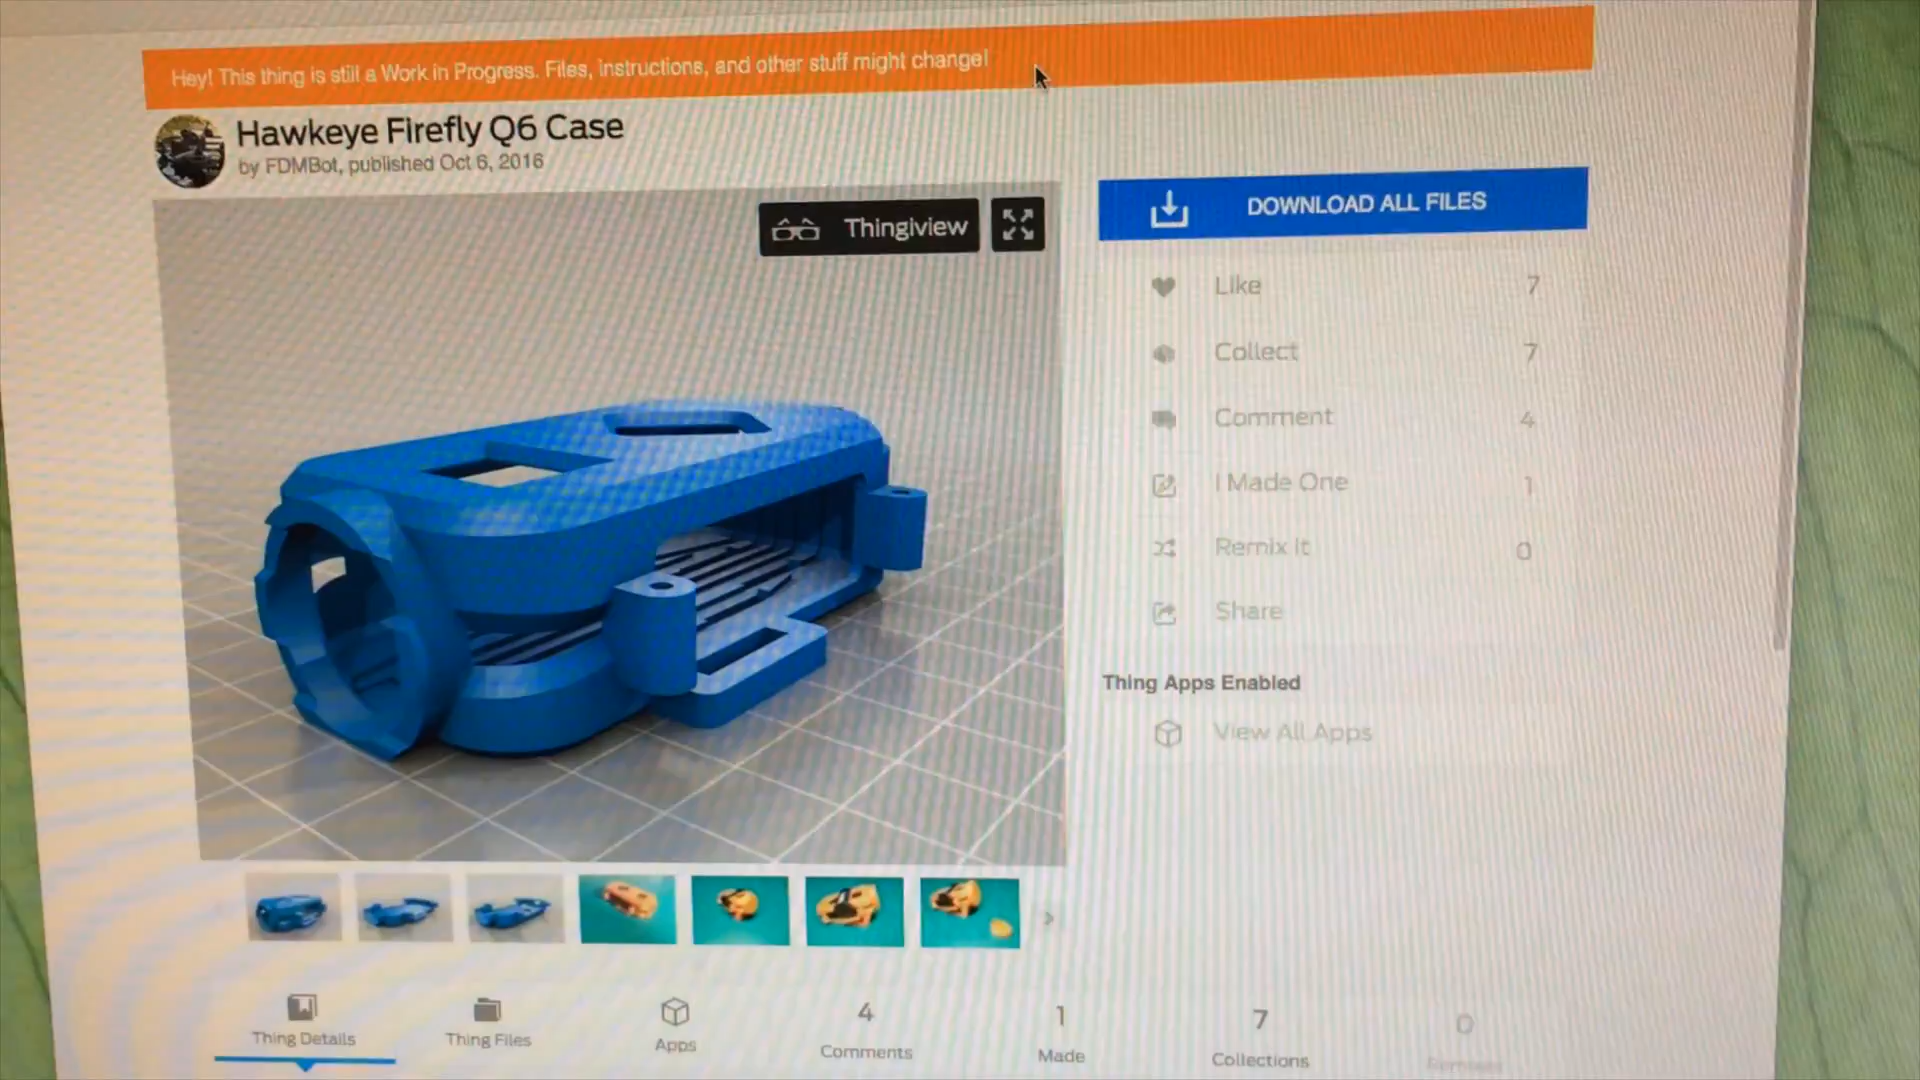 Hey! This thing is still a Work in Progress. Files, instructions, and other stuff might change!
Hawkeye Firefly Q6 Case
by FDMBot, published Oct 6, 2016
Thingiview
DOWNLOAD ALL FILES
Like 7
Collect 7
Comment 4
I Made One 1
Remix It 0
Share
Thing Apps Enabled
View All Apps
Thing Details
Thing Files
Apps
4 Comments
1 Made
7 Collections
0